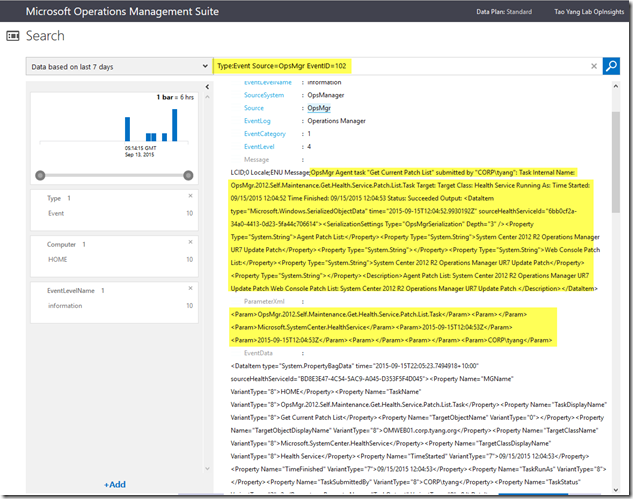 Microsoft Operations Management Suite
Data Plan: Standard
Tao Yang Lab OpInsights
Search
Data based on last 7 days
Type:Event Source=OpsMgr EventID=102
1 bar = 6 hrs
05:14:15 GMT
Sep 13, 2015
Type 1
Event 10
Computer 1
HOME 10
EventLevelName 1
information 10
+Add
EventLevelName : Information
SourceSystem : OpsManager
Source : OpsMgr
EventLog : Operations Manager
EventCategory : 1
EventLevel : 4
Message :
LCID;0 Locale;ENU Message;OpsMgr Agent task "Get Current Patch List" submitted by "CORP\tyang": Task Internal Name:
OpsMgr.2012.Self.Maintenance.Get.Health.Service.Patch.List.Task Target: Target Class: Health Service Running As: Time Started:
09/15/2015 12:04:52 Time Finished: 09/15/2015 12:04:53 Status: Succeeded Output: <DataItem
type="Microsoft.Windows.SerializedObjectData" time="2015-09-15T12:04:52.9930192Z" sourceHealthServiceId="6bb0cf2a-
34a0-4413-0d23-5fa44c706614"><SerializationSettings Type="OpsMgrSerialization" Depth="3" /><Property
Type="System.String">Agent Patch List:</Property><Property Type="System.String">System Center 2012 R2 Operations Manager
UR7 Update Patch</Property><Property Type="System.String"></Property><Property Type="System.String">Web Console Patch
List:</Property><Property Type="System.String">System Center 2012 R2 Operations Manager UR7 Update Patch</Property>
<Property Type="System.String"></Property><Description>Agent Patch List: System Center 2012 R2 Operations Manager UR7
Update Patch Web Console Patch List: System Center 2012 R2 Operations Manager UR7 Update Patch </Description></DataItem>
ParameterXml :
<Param>OpsMgr.2012.Self.Maintenance.Get.Health.Service.Patch.List.Task</Param><Param></Param>
<Param>Microsoft.SystemCenter.HealthService</Param><Param>2015-09-15T12:04:53Z</Param>
<Param>2015-09-15T12:04:53Z</Param><Param></Param><Param></Param><Param>CORP\tyang</Param>
EventData :
<DataItem type="System.PropertyBagData" time="2015-09-15T22:05:23.7494918+10:00"
sourceHealthServiceId="BD8E3E47-4C54-5AC9-A045-D353F5F4D045"><Property Name="MGName"
VariantType="8">HOME</Property><Property Name="TaskName"
VariantType="8">OpsMgr.2012.Self.Maintenance.Get.Health.Service.Patch.List.Task</Property><Property Name="TaskDisplayName"
VariantType="8">Get Current Patch List</Property><Property Name="TargetObjectName" VariantType="0"></Property><Property
Name="TargetObjectDisplayName" VariantType="8">OMWEB01.corp.tyang.org</Property><Property Name="TargetClassName"
VariantType="8">Microsoft.SystemCenter.HealthService</Property><Property Name="TargetClassDisplayName"
VariantType="8">Health Service</Property><Property Name="TimeStarted" VariantType="7">09/15/2015 12:04:53</Property>
<Property Name="TimeFinished" VariantType="7">09/15/2015 12:04:53</Property><Property Name="TaskRunAs" VariantType="8">
</Property><Property Name="TaskSubmittedBy" VariantType="8">CORP\tyang</Property><Property Name="TaskStatus"